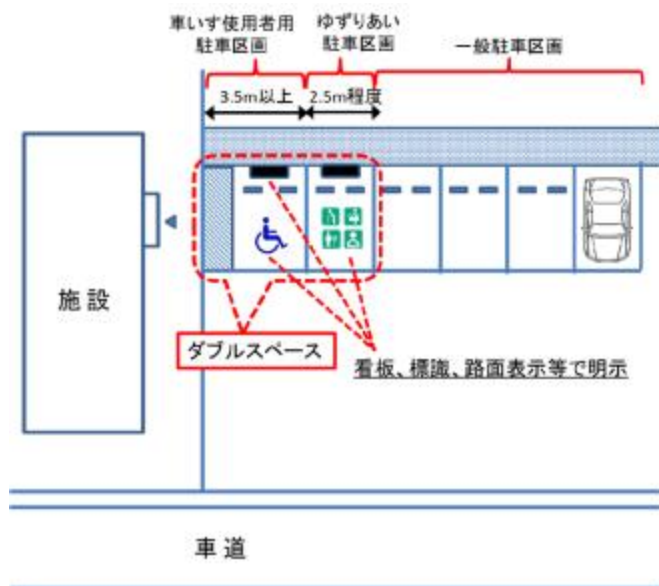 車いす使用者用
駐車区画
ゆずりあい
駐車区画
一般駐車区画
3.5m以上
2.5m程度
施設
ダブルスペース
看板、標識、路面表示等で明示
車道